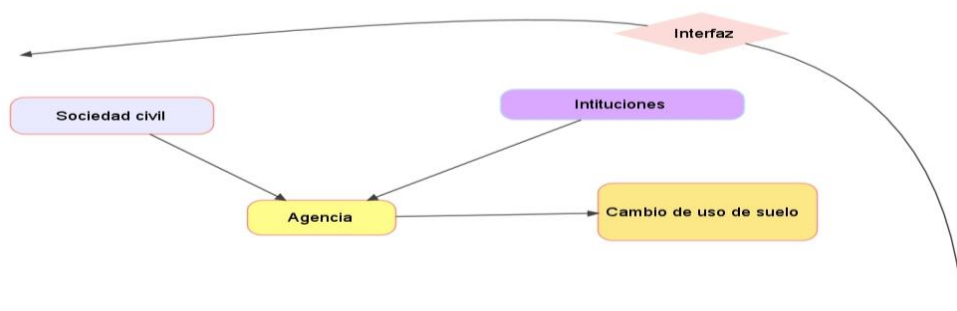 Interfaz
Intituciones
Sociedad civil
Cambio de uso de suelo
Agencia